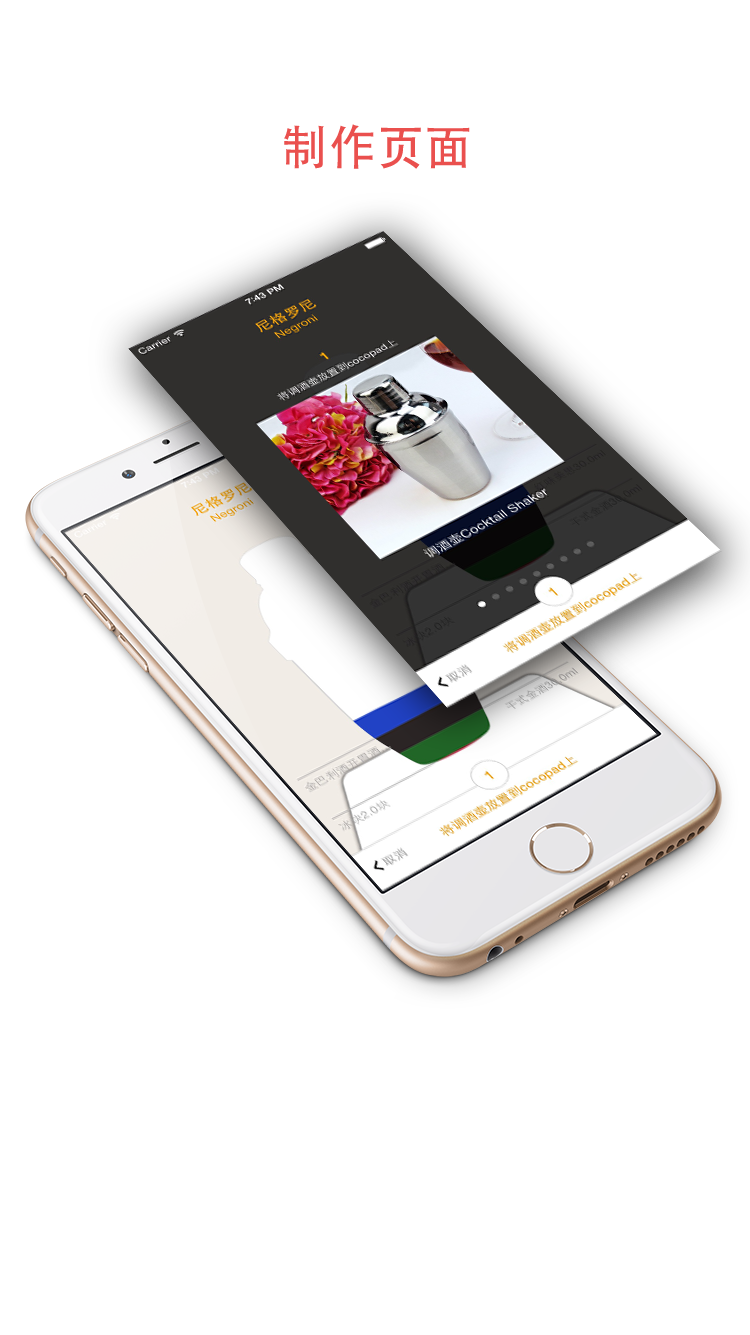 制作页面
Carrier
7:43 PM
尼格罗尼
Negroni
1
将调酒壶放置到cocopad上
调酒壶Cocktail Shaker
1
将调酒壶放置到cocopad上
取消
尼格罗尼
Negroni
金巴利酒
干式金酒30.0ml
冰块2.0块
1
将调酒壶放置到cocopad上
取消